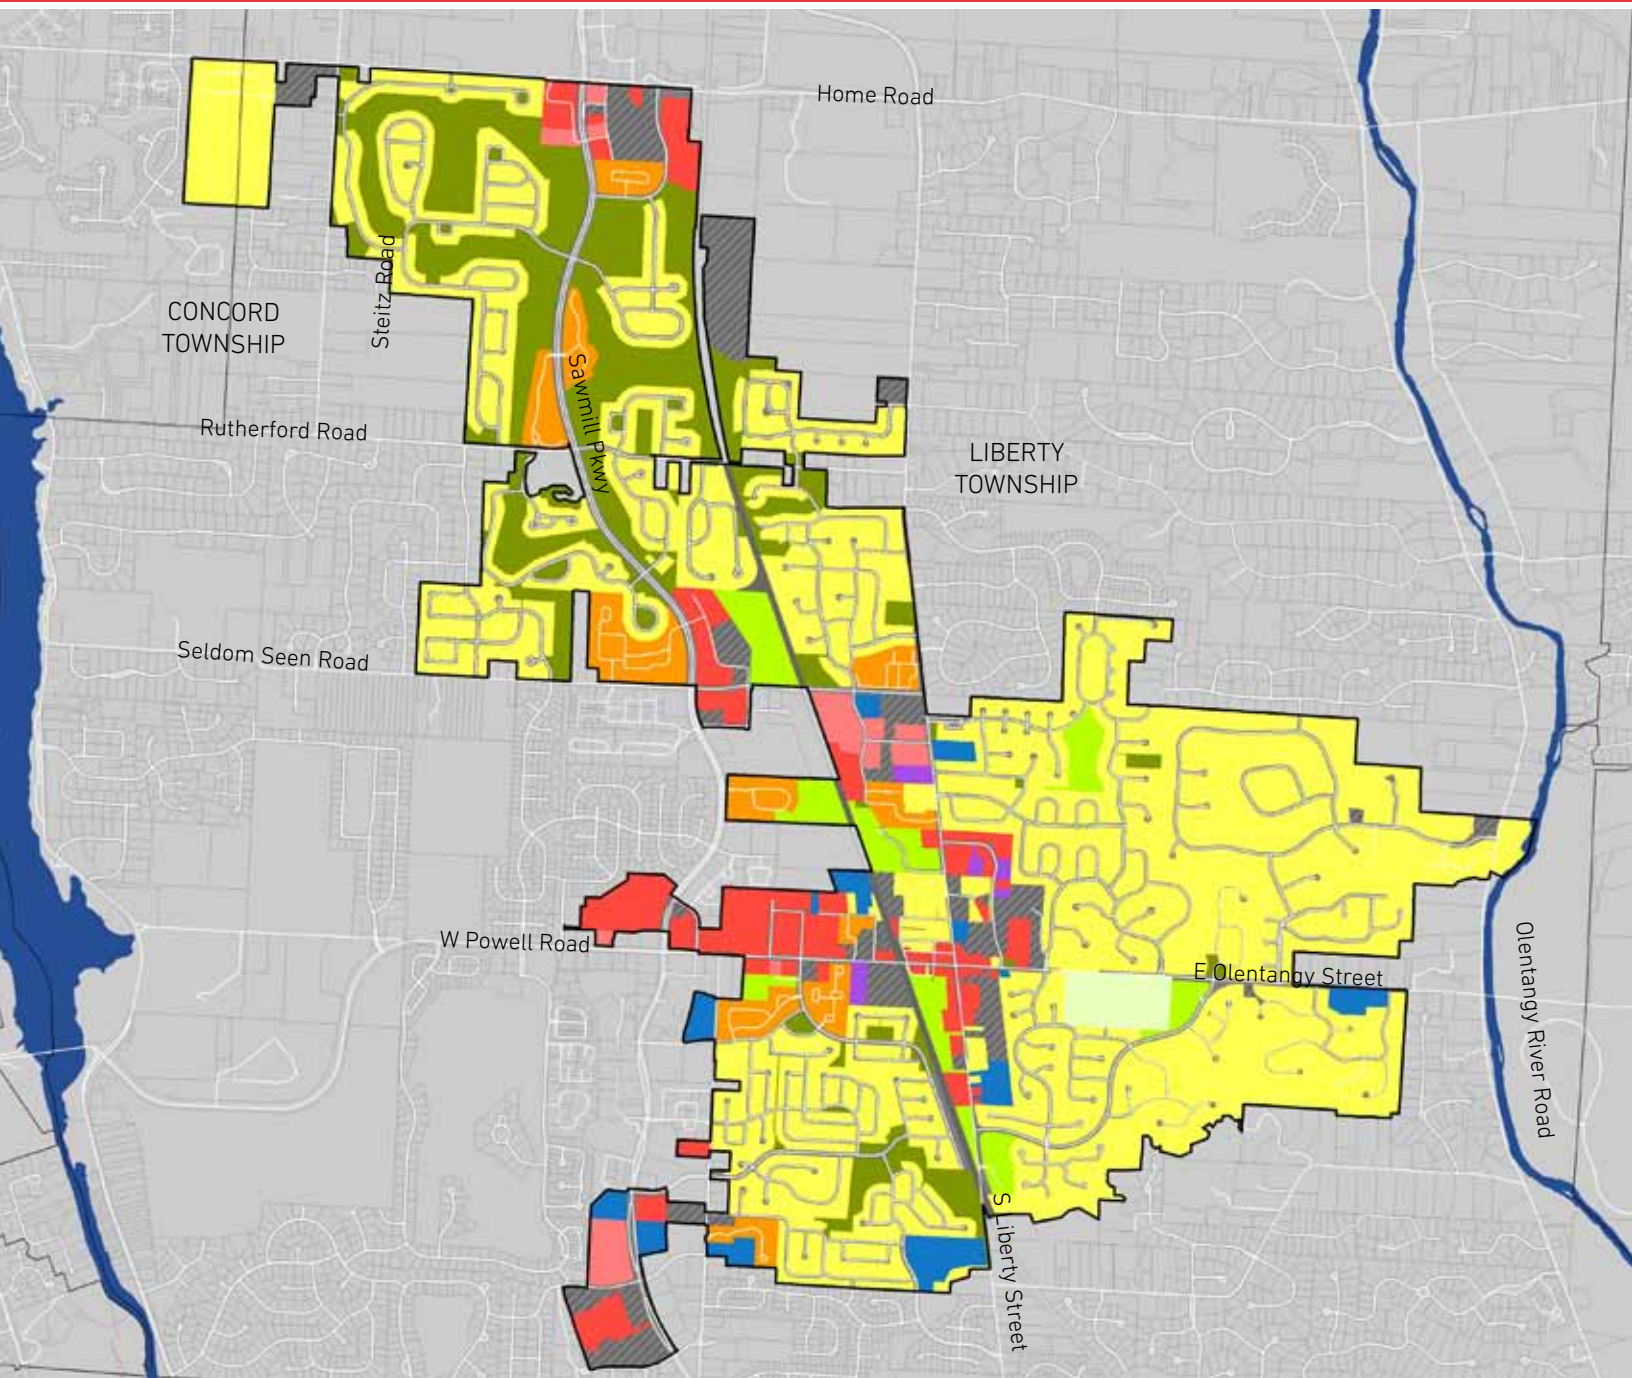 Home Road
Steitz Road
CONCORD
TOWNSHIP
Sawmill Pkwy
Rutherford Road
LIBERTY
TOWNSHIP
Seldom Seen Road
W Powell Road
E Olentangy Street
Olentangy River Road
S Liberty Street